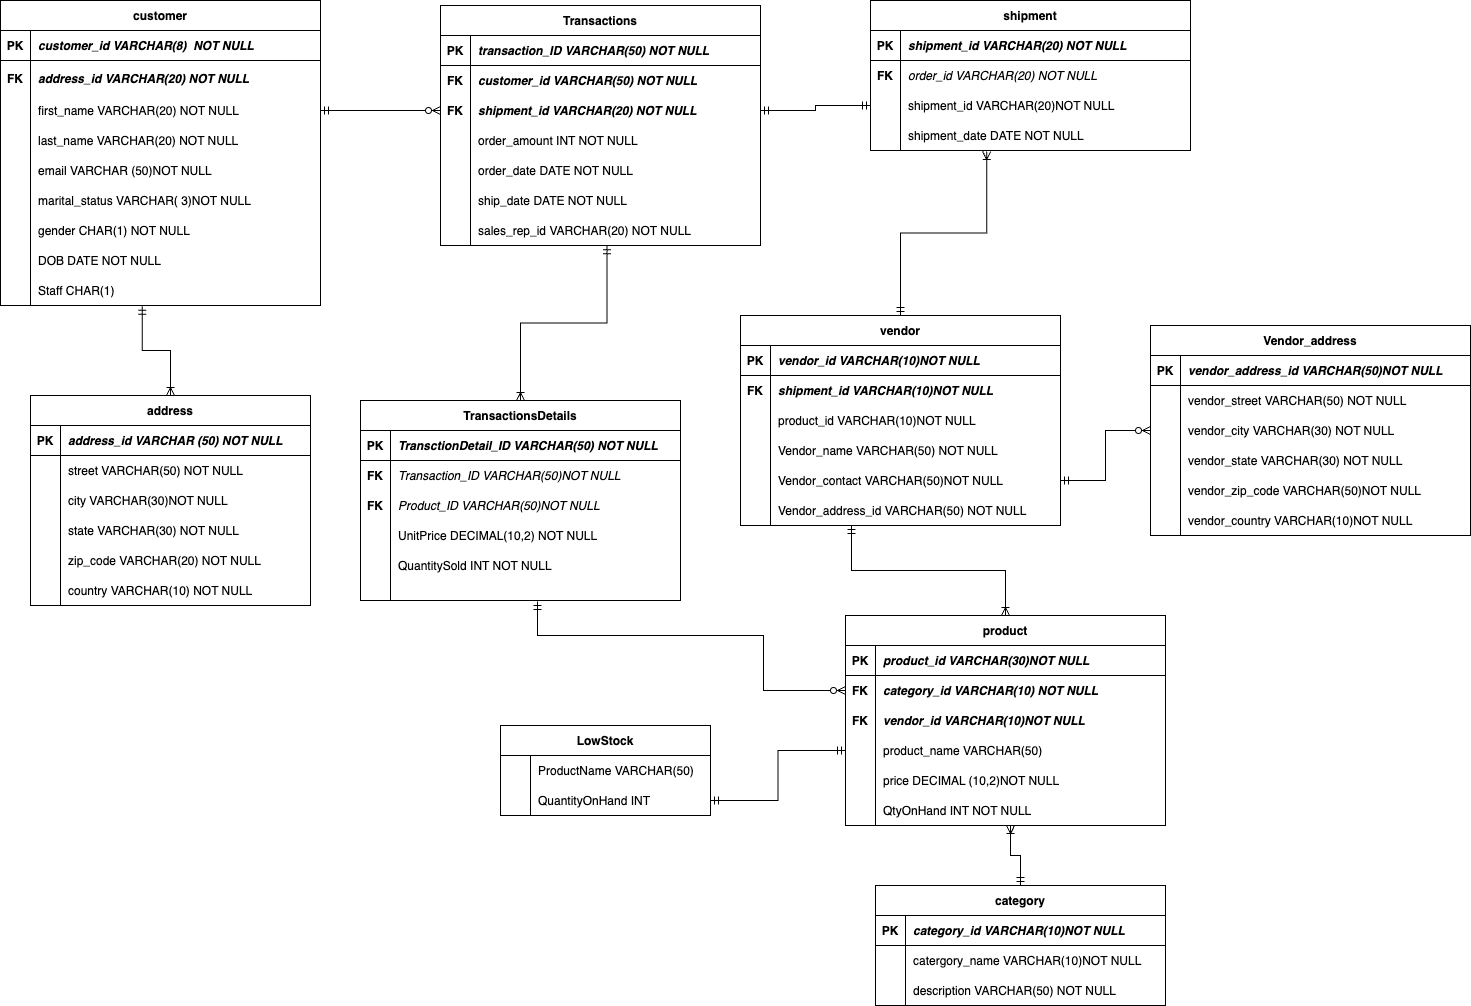 customer
PK customer_id VARCHAR(8)  NOT NULL
FK address_id VARCHAR(20) NOT NULL
first_name VARCHAR(20) NOT NULL
last_name VARCHAR(20) NOT NULL
email VARCHAR (50)NOT NULL
marital_status VARCHAR( 3)NOT NULL
gender CHAR(1) NOT NULL
DOB DATE NOT NULL
Staff CHAR(1)
Transactions
PK transaction_ID VARCHAR(50) NOT NULL
FK customer_id VARCHAR(50) NOT NULL
FK shipment_id VARCHAR(20) NOT NULL
order_amount INT NOT NULL
order_date DATE NOT NULL
ship_date DATE NOT NULL
sales_rep_id VARCHAR(20) NOT NULL
shipment
PK shipment_id VARCHAR(20) NOT NULL
FK order_id VARCHAR(20) NOT NULL
shipment_id VARCHAR(20)NOT NULL
shipment_date DATE NOT NULL
address
PK address_id VARCHAR (50) NOT NULL
street VARCHAR(50) NOT NULL
city VARCHAR(30)NOT NULL
state VARCHAR(30) NOT NULL
zip_code VARCHAR(20) NOT NULL
country VARCHAR(10) NOT NULL
TransactionsDetails
PK TransctionDetail_ID VARCHAR(50) NOT NULL
FK Transaction_ID VARCHAR(50)NOT NULL
FK Product_ID VARCHAR(50)NOT NULL
UnitPrice DECIMAL(10,2) NOT NULL
QuantitySold INT NOT NULL
vendor
PK vendor_id VARCHAR(10)NOT NULL
FK shipment_id VARCHAR(10)NOT NULL
product_id VARCHAR(10)NOT NULL
Vendor_name VARCHAR(50) NOT NULL
Vendor_contact VARCHAR(50)NOT NULL
Vendor_address_id VARCHAR(50) NOT NULL
Vendor_address
PK vendor_address_id VARCHAR(50)NOT NULL
vendor_street VARCHAR(50) NOT NULL
vendor_city VARCHAR(30) NOT NULL
vendor_state VARCHAR(30) NOT NULL
vendor_zip_code VARCHAR(50)NOT NULL
vendor_country VARCHAR(10)NOT NULL
product
PK product_id VARCHAR(30)NOT NULL
FK category_id VARCHAR(10) NOT NULL
FK vendor_id VARCHAR(10)NOT NULL
product_name VARCHAR(50)
price DECIMAL (10,2)NOT NULL
QtyOnHand INT NOT NULL
LowStock
ProductName VARCHAR(50)
QuantityOnHand INT
category
PK category_id VARCHAR(10)NOT NULL
catergory_name VARCHAR(10)NOT NULL
description VARCHAR(50) NOT NULL